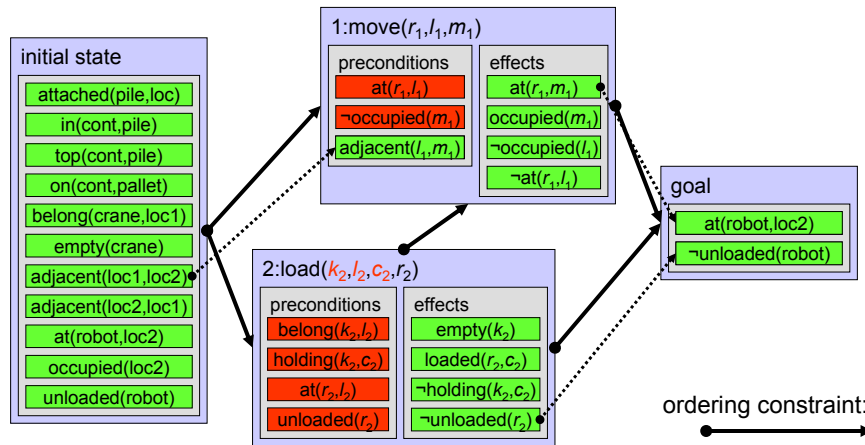 initial state
attached(pile,loc)
in(cont,pile)
top(cont,pile)
on(cont,pallet)
belong(crane,loc1)
empty(crane)
adjacent(loc1,loc2)
adjacent(loc2,loc1)
at(robot,loc2)
occupied(loc2)
unloaded(robot)
1:move(r₁,l₁,m₁)
preconditions
at(r₁,l₁)
¬occupied(m₁)
adjacent(l₁,m₁)
effects
at(r₁,m₁)
occupied(m₁)
¬occupied(l₁)
¬at(r₁,l₁)
2:load(k₂,l₂,c₂,r₂)
preconditions
belong(k₂,l₂)
holding(k₂,c₂)
at(r₂,l₂)
unloaded(r₂)
effects
empty(k₂)
loaded(r₂,c₂)
¬holding(k₂,c₂)
¬unloaded(r₂)
goal
at(robot,loc2)
¬unloaded(robot)
ordering constraint: